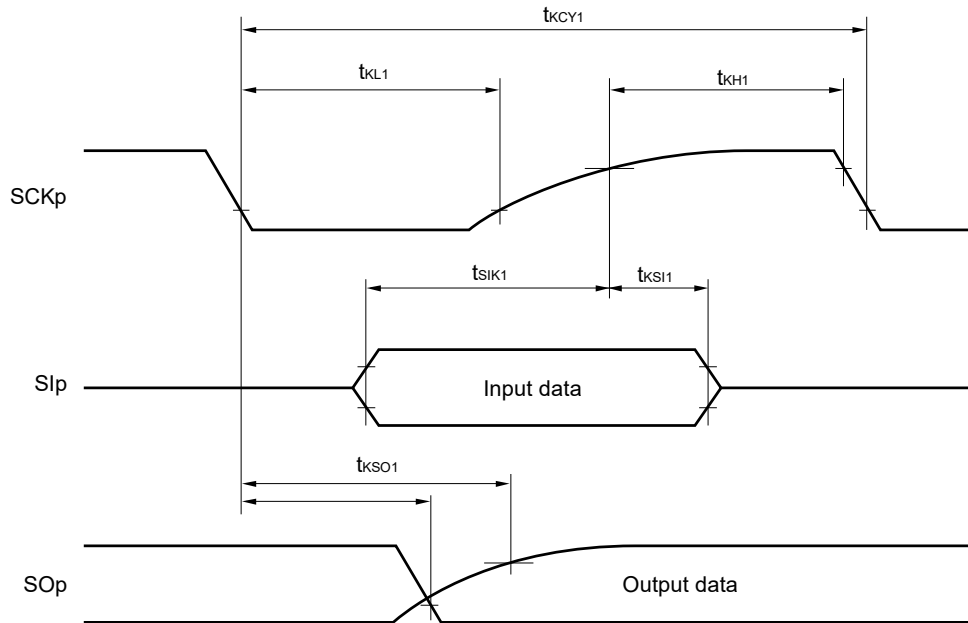 tKCY1
tKL1
tKH1
SCKp
tSIK1
tKSI1
SIp
Input data
tKSO1
SOp
Output data